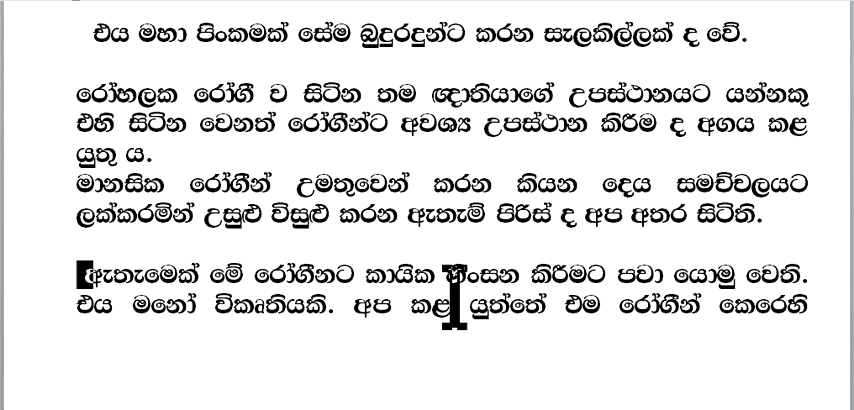 එය මහා පිංකමක් සේම බුදුරදුන්ට කරන සැලකිල්ලක් ද වේ.
රෝහලක රෝගී ව සිටින තම ඥාතියාගේ උපස්ථානයට යන්නකු
එහි සිටින වෙනත් රෝගීන්ට අවශ්‍ය උපස්ථාන කිරීම ද අගය කළ
යුතු ය.
මානසික රෝගීන් උමතුවෙන් කරන කියන දෙය සමච්චලයට
ලක්කරමින් උසුළු විසුළු කරන ඇතැම් පිරිස් ද අප අතර සිටිති.
ඇතැමෙක් මේ රෝගීනට කායික හිංසන කිරීමට පවා යොමු වෙති.
එය මනෝ විකෘතියකි. අප කළ යුත්තේ එම රෝගීන් කෙරෙහි